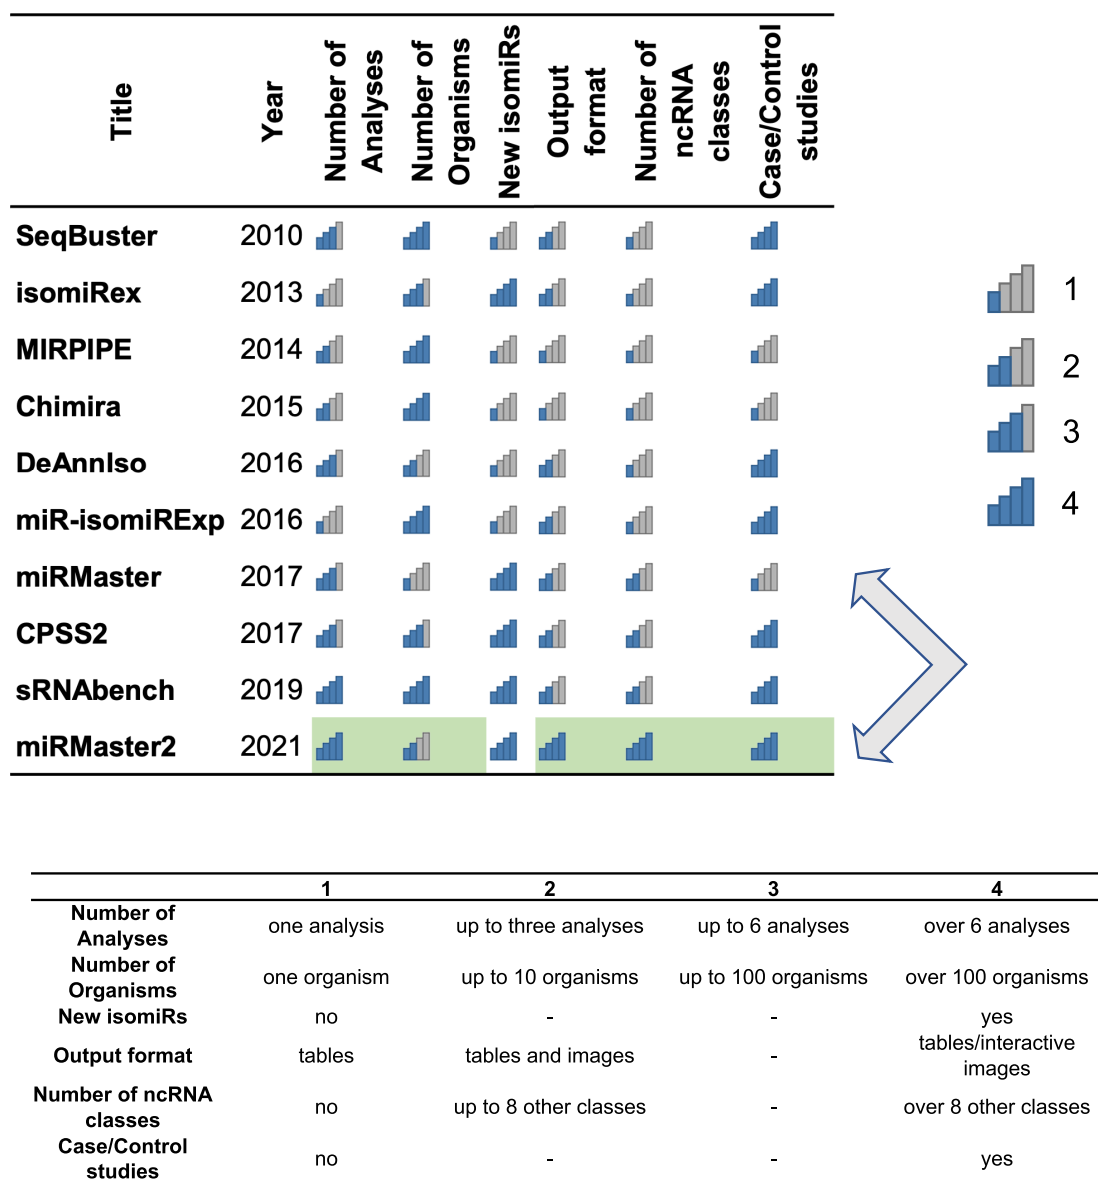 Title Year Number of Analyses Number of Organisms New isomiRs Output format Number of ncRNA classes Case/Control studies
SeqBuster 2010
isomiRex 2013
MIRPIPE 2014
Chimira 2015
DeAnnIso 2016
miR-isomiRExp 2016
miRMaster 2017
CPSS2 2017
sRNAbench 2019
miRMaster2 2021
1
2
3
4
1 2 3 4
Number of Analyses one analysis up to three analyses up to 6 analyses over 6 analyses
Number of Organisms one organism up to 10 organisms up to 100 organisms over 100 organisms
New isomiRs no - - yes
Output format tables tables and images - tables/interactive images
Number of ncRNA classes no up to 8 other classes - over 8 other classes
Case/Control studies no - - yes